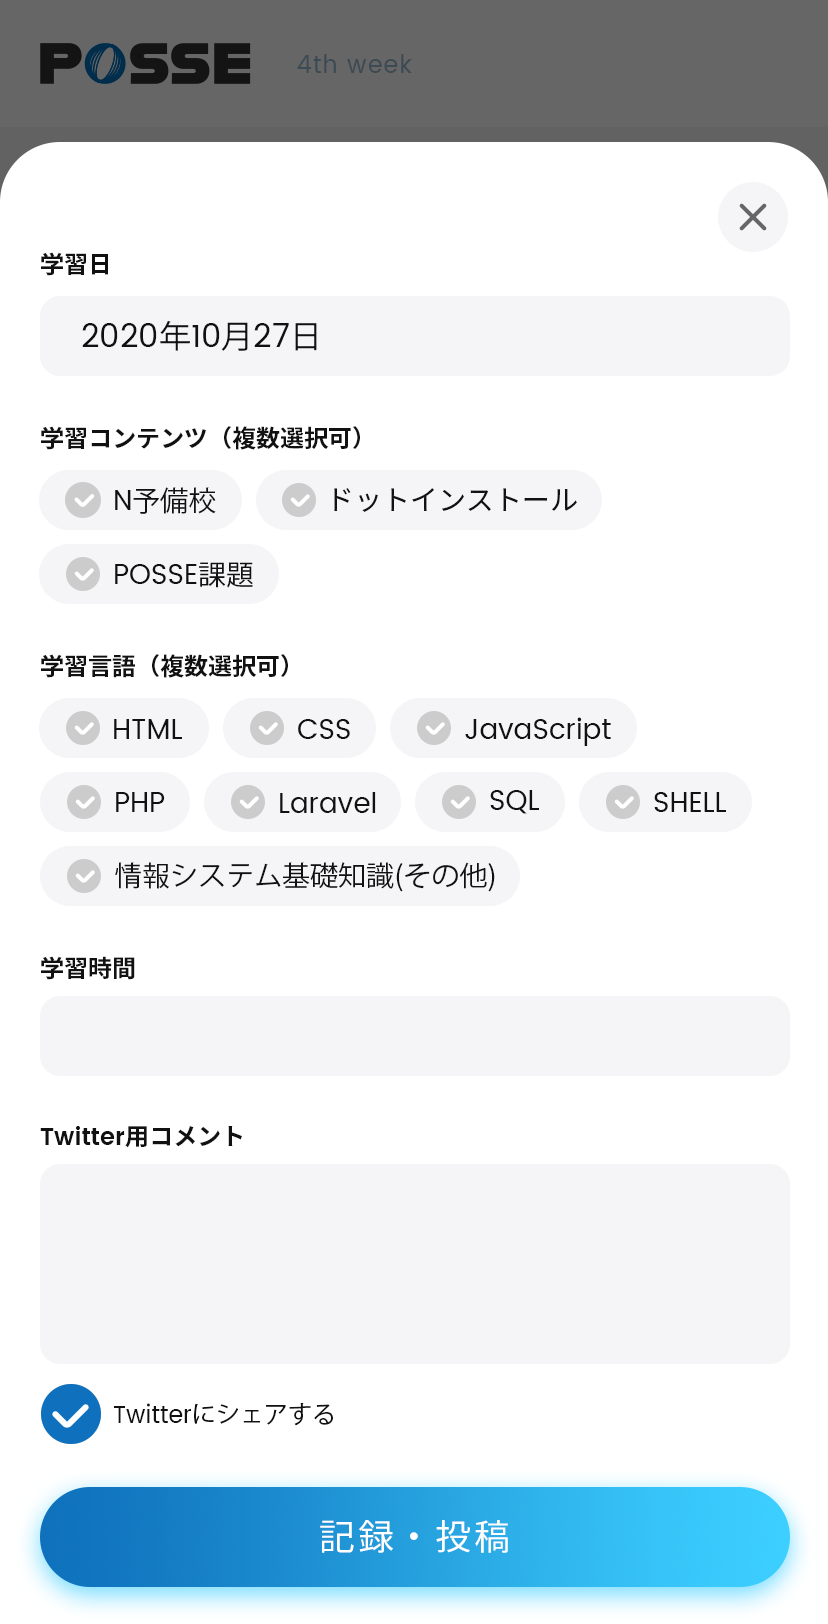 POSSE 4th week
学習日
2020年10月27日
学習コンテンツ（複数選択可）
N予備校 ドットインストール
POSSE課題
学習言語（複数選択可）
HTML CSS JavaScript
PHP Laravel SQL SHELL
情報システム基礎知識(その他)
学習時間
Twitter用コメント
Twitterにシェアする
記録・投稿